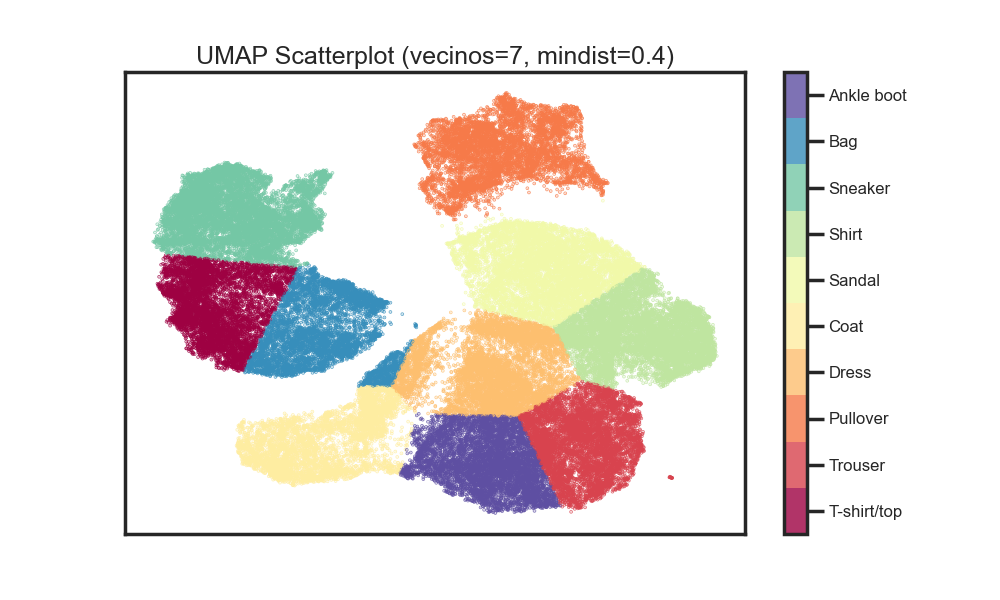 UMAP Scatterplot (vecinos=7, mindist=0.4)
Ankle boot
Bag
Sneaker
Shirt
Sandal
Coat
Dress
Pullover
Trouser
T-shirt/top